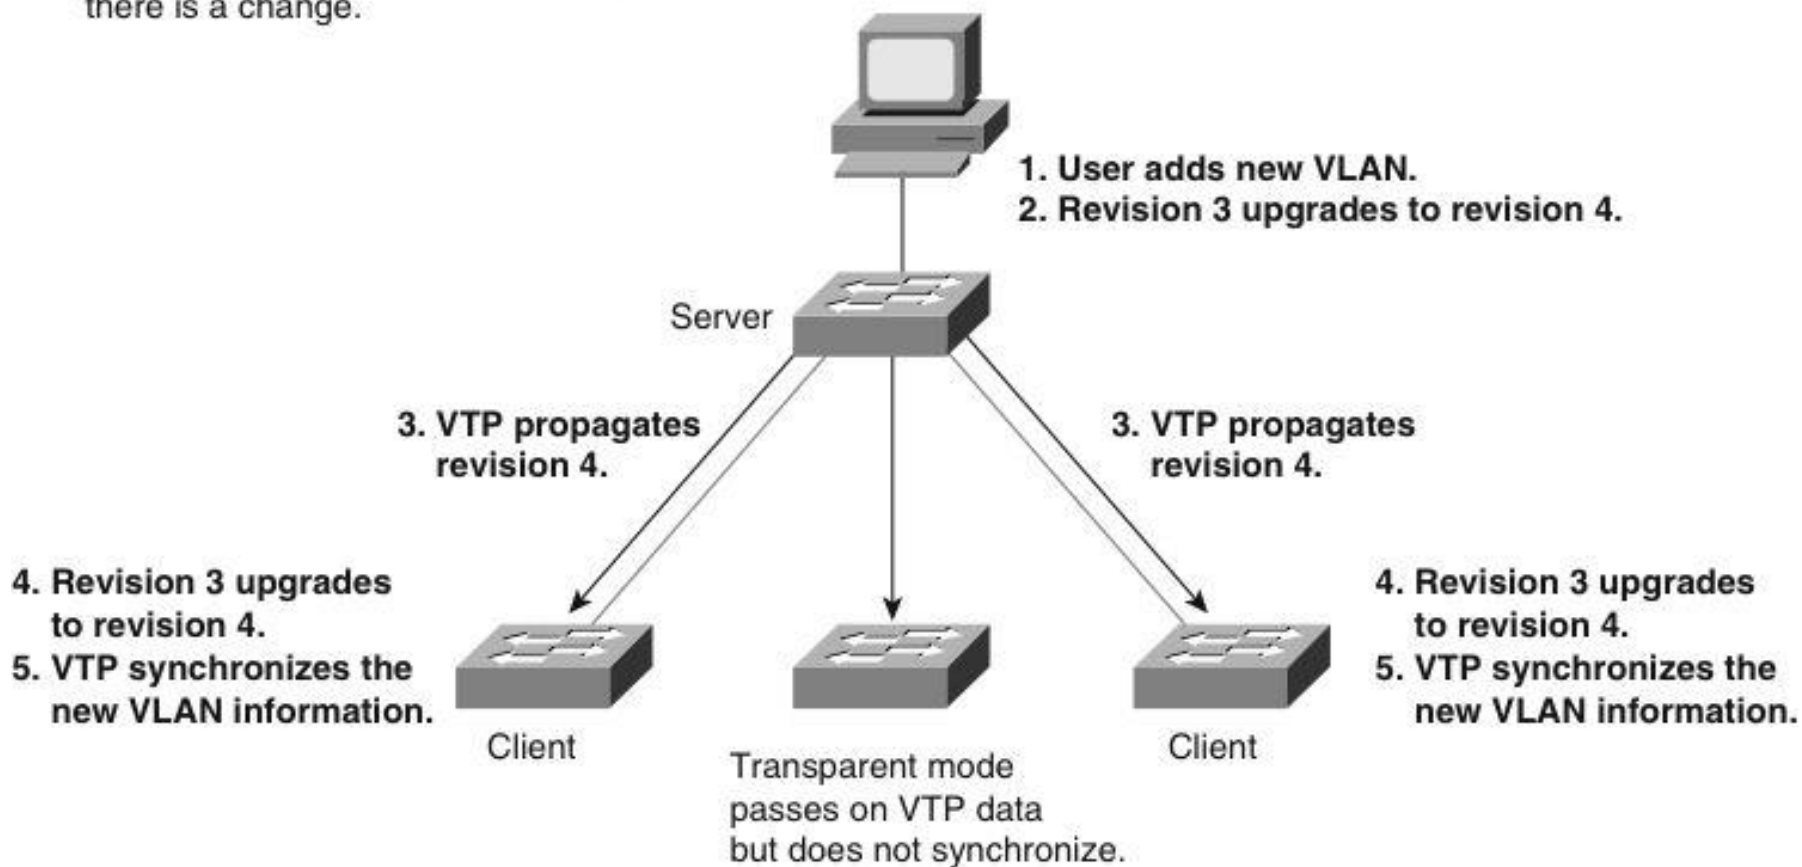 there is a change.
1. User adds new VLAN.
2. Revision 3 upgrades to revision 4.
Server
3. VTP propagates
revision 4.
3. VTP propagates
revision 4.
4. Revision 3 upgrades
to revision 4.
5. VTP synchronizes the
new VLAN information.
Client
Transparent mode
passes on VTP data
but does not synchronize.
4. Revision 3 upgrades
to revision 4.
5. VTP synchronizes the
new VLAN information.
Client